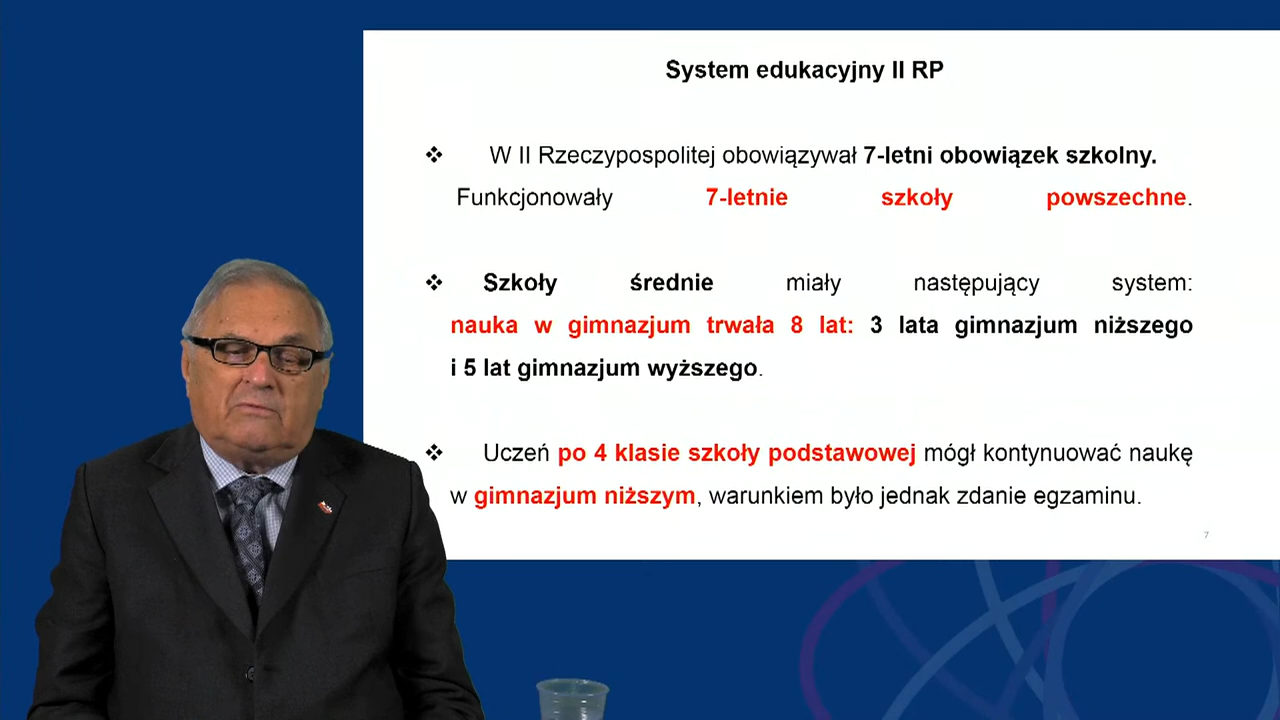 System edukacyjny II RP
❖ W II Rzeczypospolitej obowiązywał 7-letni obowiązek szkolny.
Funkcjonowały 7-letnie szkoły powszechne.
❖ Szkoły średnie miały następujący system:
nauka w gimnazjum trwała 8 lat: 3 lata gimnazjum niższego
i 5 lat gimnazjum wyższego.
❖ Uczeń po 4 klasie szkoły podstawowej mógł kontynuować naukę
w gimnazjum niższym, warunkiem było jednak zdanie egzaminu.
7